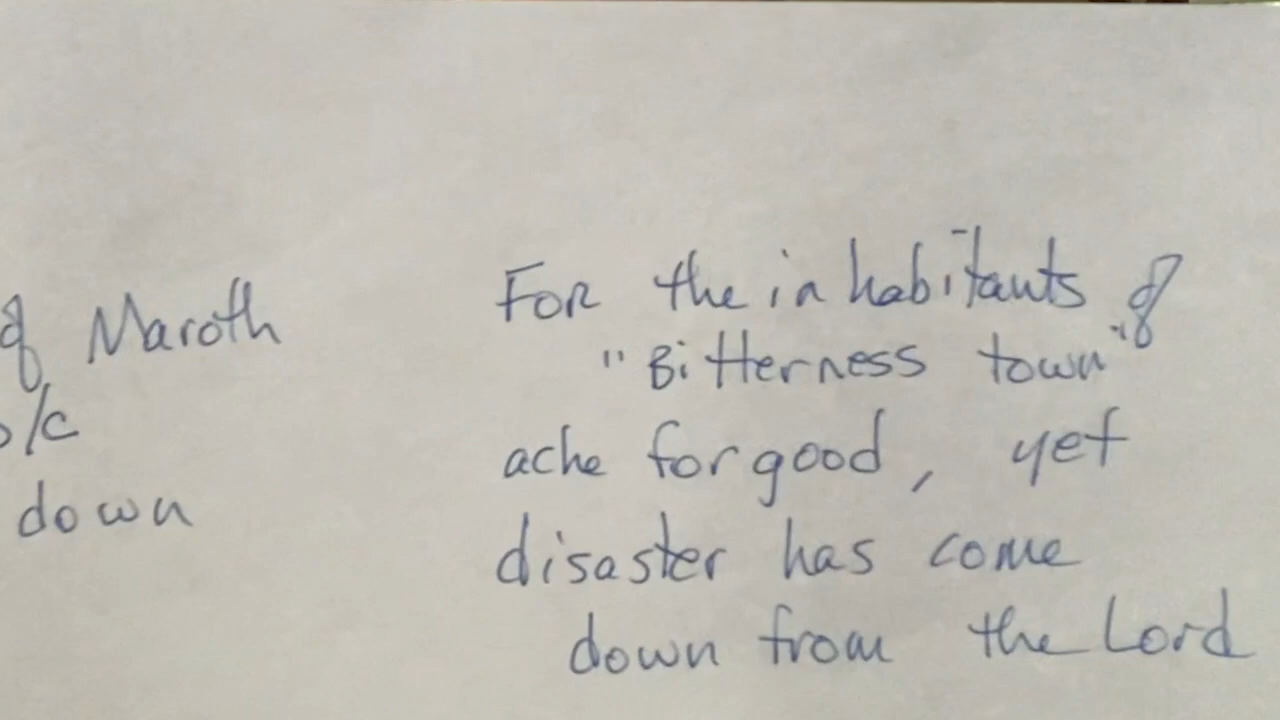 of Maroth
b/c
down
For the inhabitants of
"Bitterness town"
ache for good, yet
disaster has come
down from the Lord